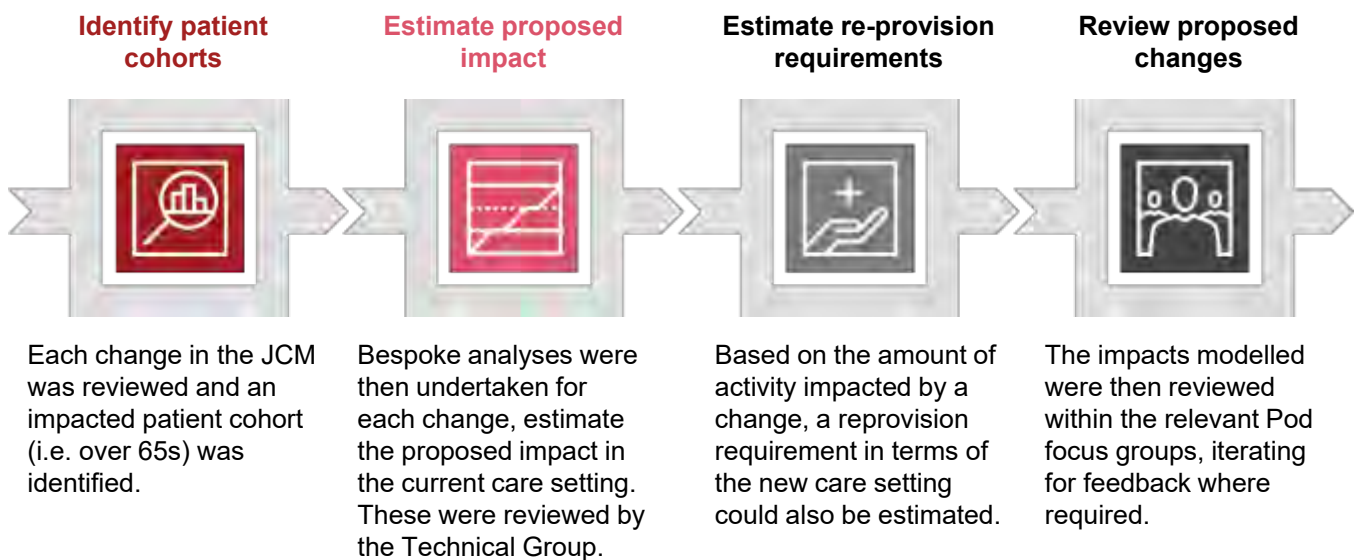 Identify patient
cohorts
Each change in the JCM
was reviewed and an
impacted patient cohort
(i.e. over 65s) was
identified.
Estimate proposed
impact
Bespoke analyses were
then undertaken for
each change, estimate
the proposed impact in
the current care setting.
These were reviewed by
the Technical Group.
Estimate re-provision
requirements
Based on the amount of
activity impacted by a
change, a reprovision
requirement in terms of
the new care setting
could also be estimated.
Review proposed
changes
The impacts modelled
were then reviewed
within the relevant Pod
focus groups, iterating
for feedback where
required.